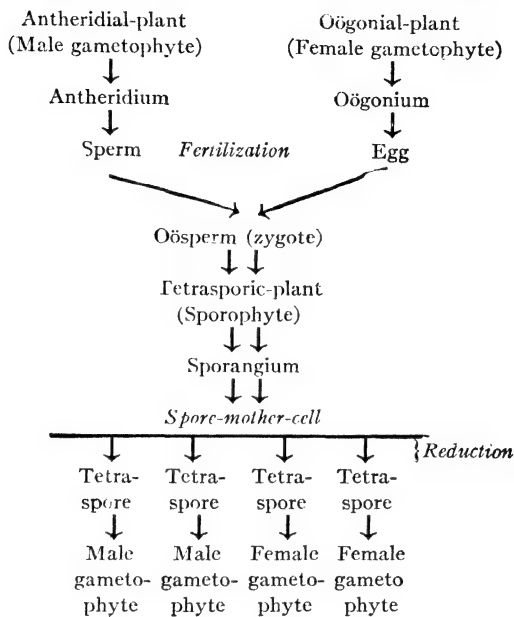 Antheridial-plant Oögonial-plant
(Male gametophyte) (Female gametophyte)
Antheridium Oögonium
Sperm Fertilization Egg
Oösperm (zygote)
Tetrasporic-plant
(Sporophyte)
Sporangium
Spore-mother-cell
Reduction
Tetra- Tetra- Tetra- Tetra-
spore spore spore spore
Male Male Female Female
gameto- gameto- gameto- gameto
phyte phyte phyte phyte